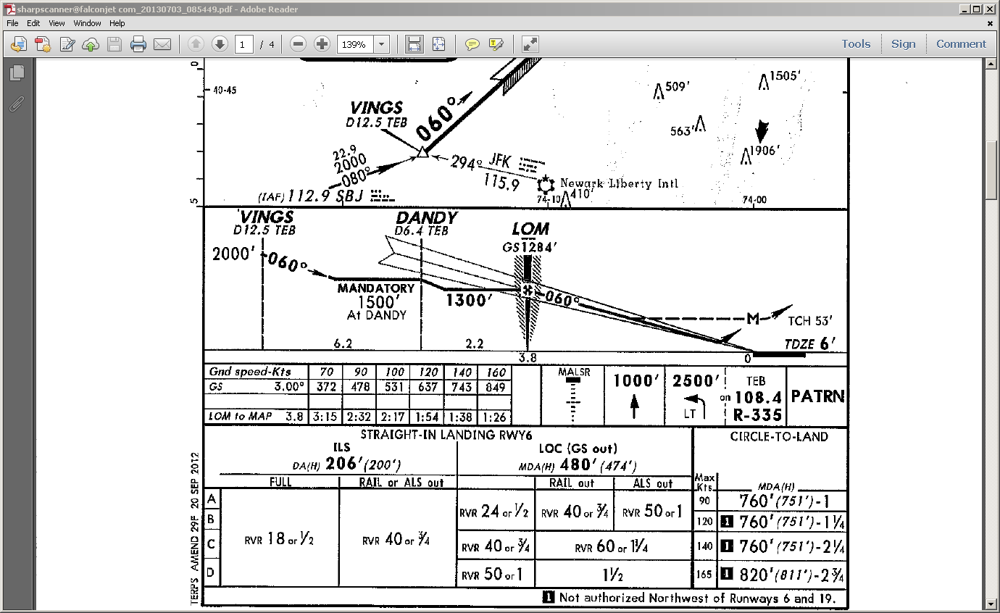 sharpscanner@falconjet com_20130703_085449.pdf - Adobe Reader
File Edit View Window Help
1 / 4 139% Tools Sign Comment
0
40-45
VINGS
D12.5 TEB
060°
509'
1505'
563'
1906'
22.9
2000
080°
294° JFK
115.9
Newark Liberty Intl
(IAF) 112.9 SBJ
74-10
410'
74-00
5
VINGS
D12.5 TEB
DANDY
D6.4 TEB
LOM
GS1284'
2000'
060°
MANDATORY
1500'
At DANDY
1300'
060°
M
TCH 53'
TDZE 6'
6.2
2.2
3.8
0
Gnd speed-Kts 70 90 100 120 140 160
GS 3.00° 372 478 531 637 743 849
LOM to MAP 3.8 3:15 2:32 2:17 1:54 1:38 1:26
MALSR
1000'
2500'
LT
on
TEB
108.4
R-335
PATRN
STRAIGHT-IN LANDING RWY6
CIRCLE-TO-LAND
ILS
LOC (GS out)
DA(H) 206' (200')
MDA(H) 480' (474')
FULL
RAIL or ALS out
RAIL out
ALS out
Max
Kts
MDA(H)
A
B
C
D
RVR 18 or 1/2
RVR 40 or 3/4
RVR 24 or 1/2
RVR 40 or 3/4
RVR 50 or 1
RVR 40 or 3/4
RVR 60 or 1 1/4
RVR 50 or 1
1 1/2
90 760' (751') - 1
120 1 760' (751') - 1 1/4
140 1 760' (751') - 2 1/4
165 1 820' (811') - 2 3/4
1 Not authorized Northwest of Runways 6 and 19.
TERPS AMEND 29F 20 SEP 2012